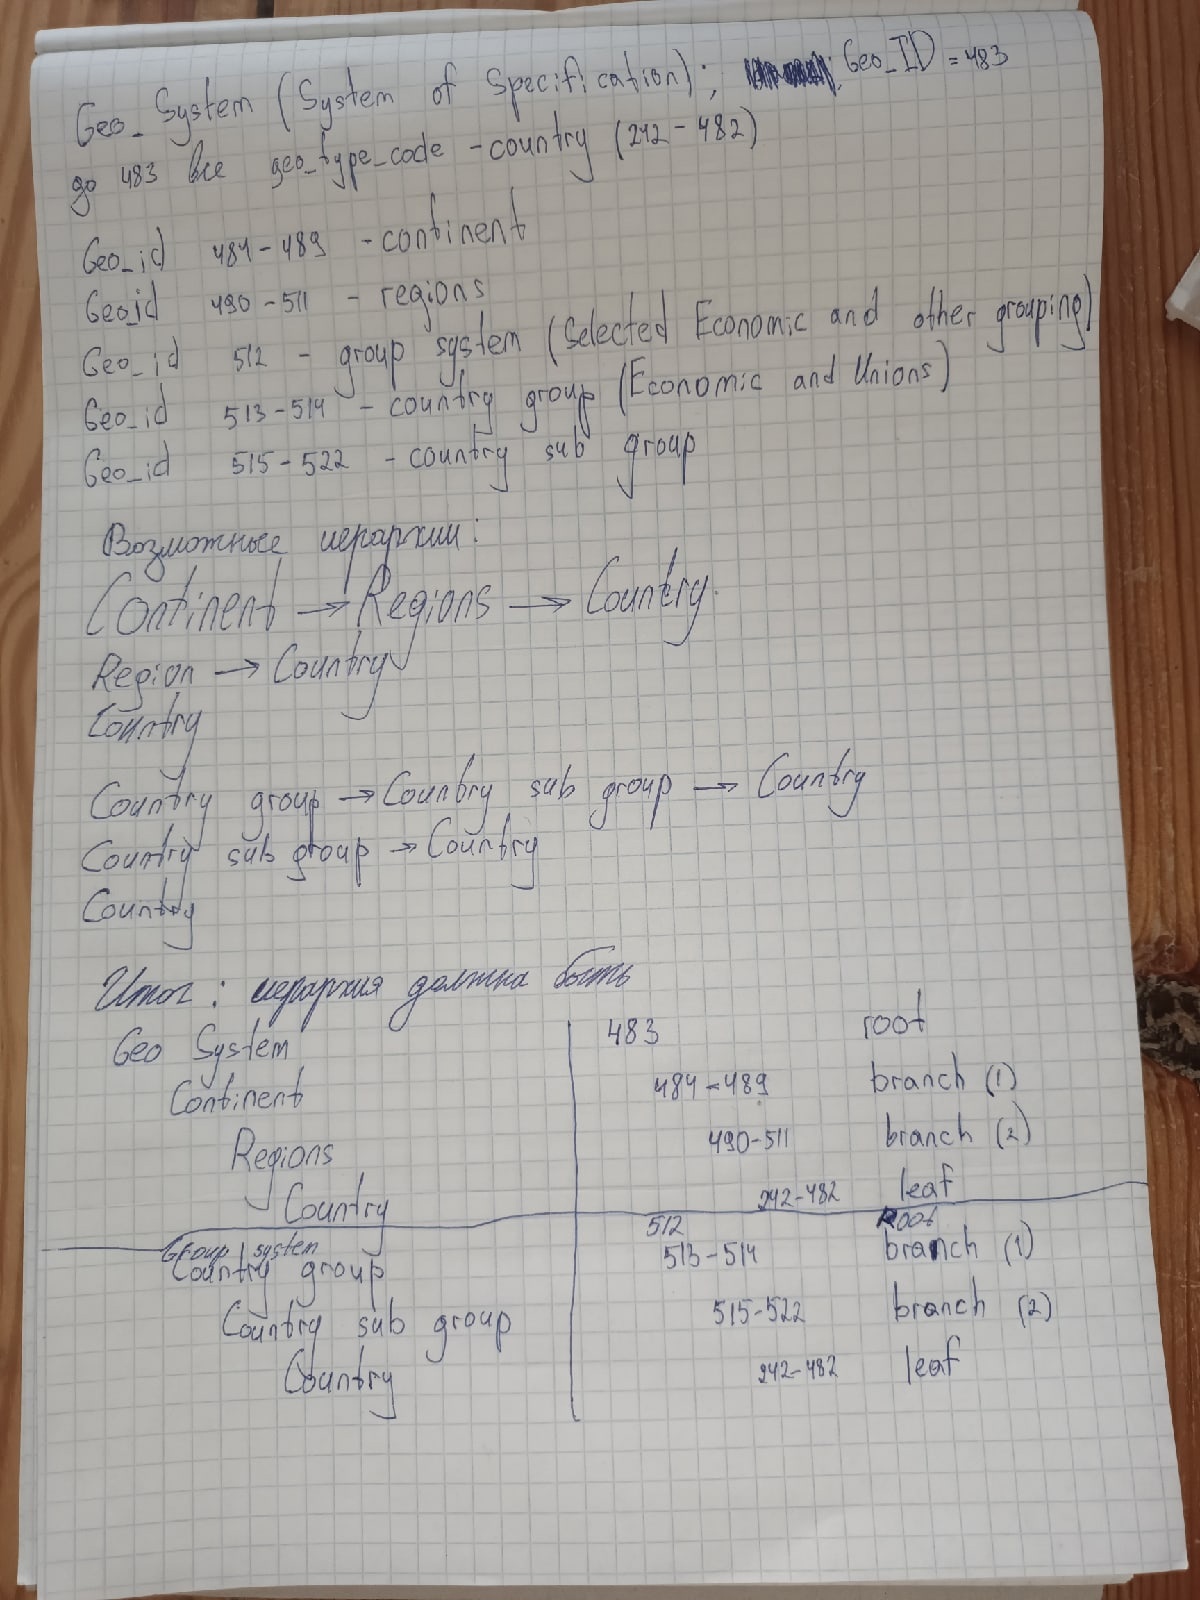 Geo_System (System of Specification); Geo_ID = 483
до 483 все geo_type_code - country (242 - 482)
Geo_id 484 - 489 - continent
Geo_id 490 - 511 - regions
Geo_id 512 - group system (Selected Economic and other grouping)
Geo_id 513 - 514 - country group (Economic and Unions)
Geo_id 515 - 522 - country sub group
Возможные иерархии:
Continent → Regions → Country
Region → Country
Country
Country group → Country sub group → Country
Country sub group → Country
Country
Итог: иерархия должна быть
Geo System 483 root
Continent 484 - 489 branch (1)
Regions 490-511 branch (2)
Country 242-482 leaf
Group system 512 Root
Country group 513 - 514 branch (1)
Country sub group 515-522 branch (2)
Country 242-482 leaf